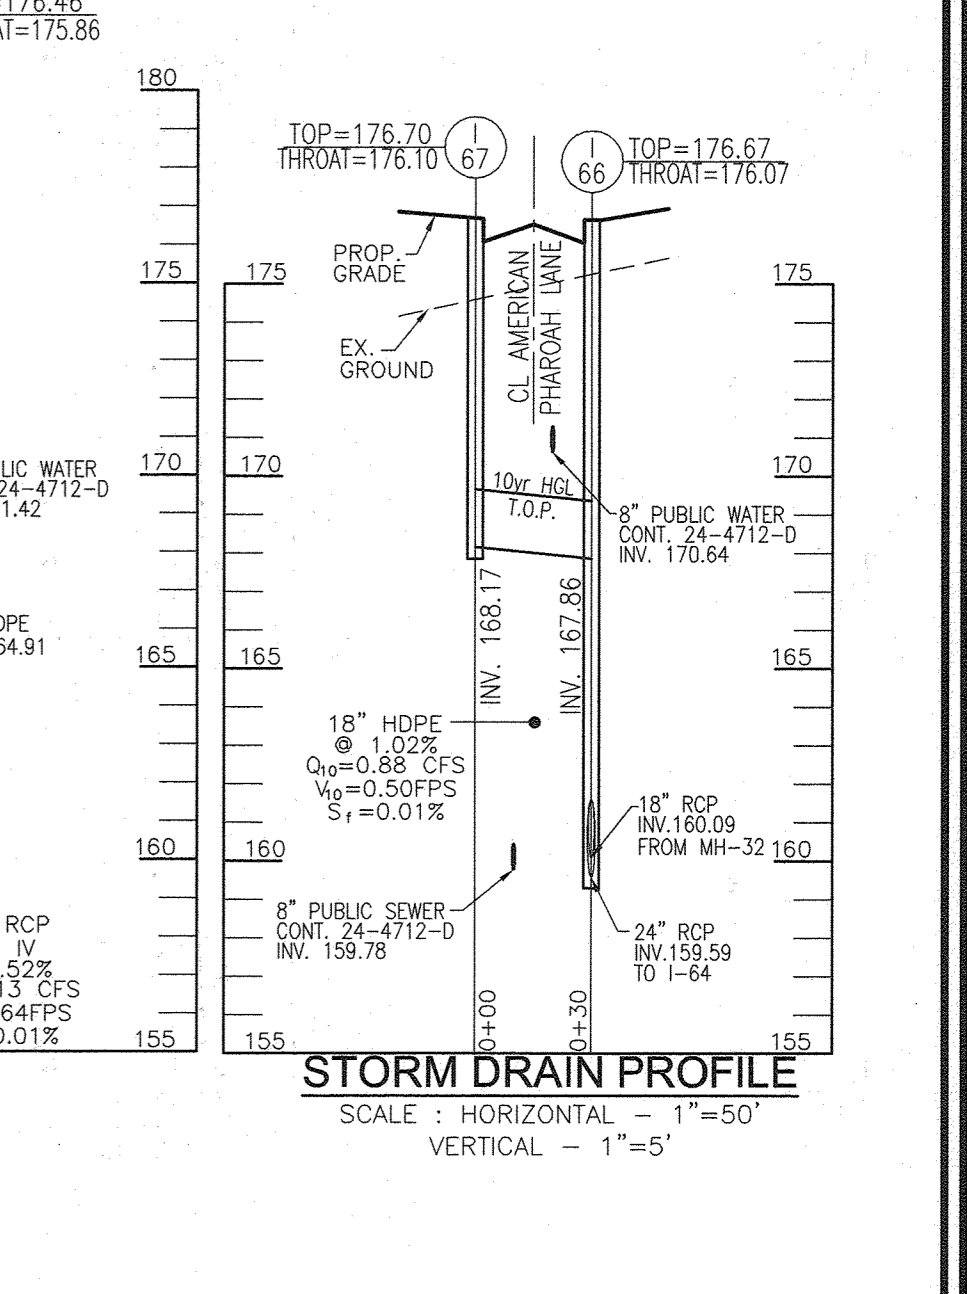 =176.46
AT=175.86
180
175
170
165
160
155
LIC WATER
24-4712-D
1.42
OPE
64.91
RCP
IV
.52%
13 CFS
64FPS
0.01%
TOP=176.70
THROAT=176.10
I
67
I
66
TOP=176.67
THROAT=176.07
PROP.
GRADE
EX.
GROUND
CL AMERICAN
PHAROAH LANE
175
170
165
160
155
175
170
165
160
155
10yr HGL
T.O.P.
8" PUBLIC WATER
CONT. 24-4712-D
INV. 170.64
INV. 168.17
INV. 167.86
18" HDPE
@ 1.02%
Q10=0.88 CFS
V10=0.50FPS
Sf=0.01%
18" RCP
INV.160.09
FROM MH-32
8" PUBLIC SEWER
CONT. 24-4712-D
INV. 159.78
24" RCP
INV.159.59
TO I-64
0+00
0+30
STORM DRAIN PROFILE
SCALE : HORIZONTAL - 1"=50'
VERTICAL - 1"=5'